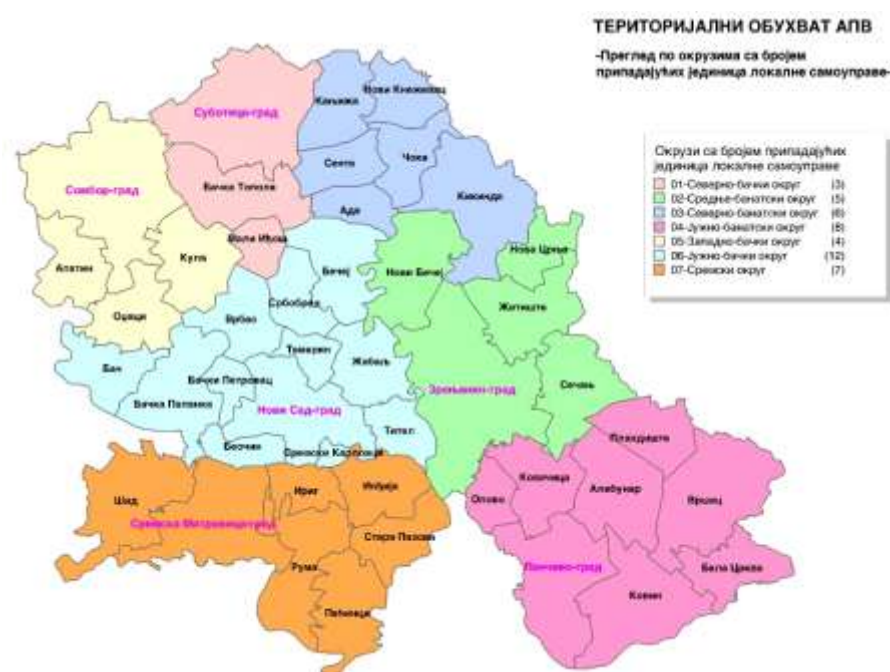 ТЕРИТОРИЈАЛНИ ОБУХВАТ АПВ
-Преглед по окрузима са бројем
припадајућих јединица локалне самоуправе-
Окрузи са бројем припадајућих
јединица локалне самоуправе
01-Северно-бачки округ (3)
02-Средње-банатски округ (5)
03-Северно-банатски округ (6)
04-Јужно-банатски округ (8)
05-Западно-бачки округ (4)
06-Јужно-бачки округ (12)
07-Сремски округ (7)
Суботица-град
Кањижа
Нови Кнежевац
Сента
Чока
Сомбор-град
Бачка Топола
Ада
Кикинда
Мали Иђош
Апатин
Кула
Бечеј
Нови Бечеј
Нова Црња
Оџаци
Србобран
Житиште
Врбас
Темерин
Жабаљ
Бач
Бачки Петровац
Бачка Паланка
Зрењанин-град
Сечањ
Нови Сад-град
Тител
Беочин
Сремски Карловци
Пландиште
Шид
Ириг
Инђија
Опово
Ковачица
Алибунар
Вршац
Сремска Митровица-град
Стара Пазова
Рума
Панчево-град
Бела Црква
Пећинци
Ковин